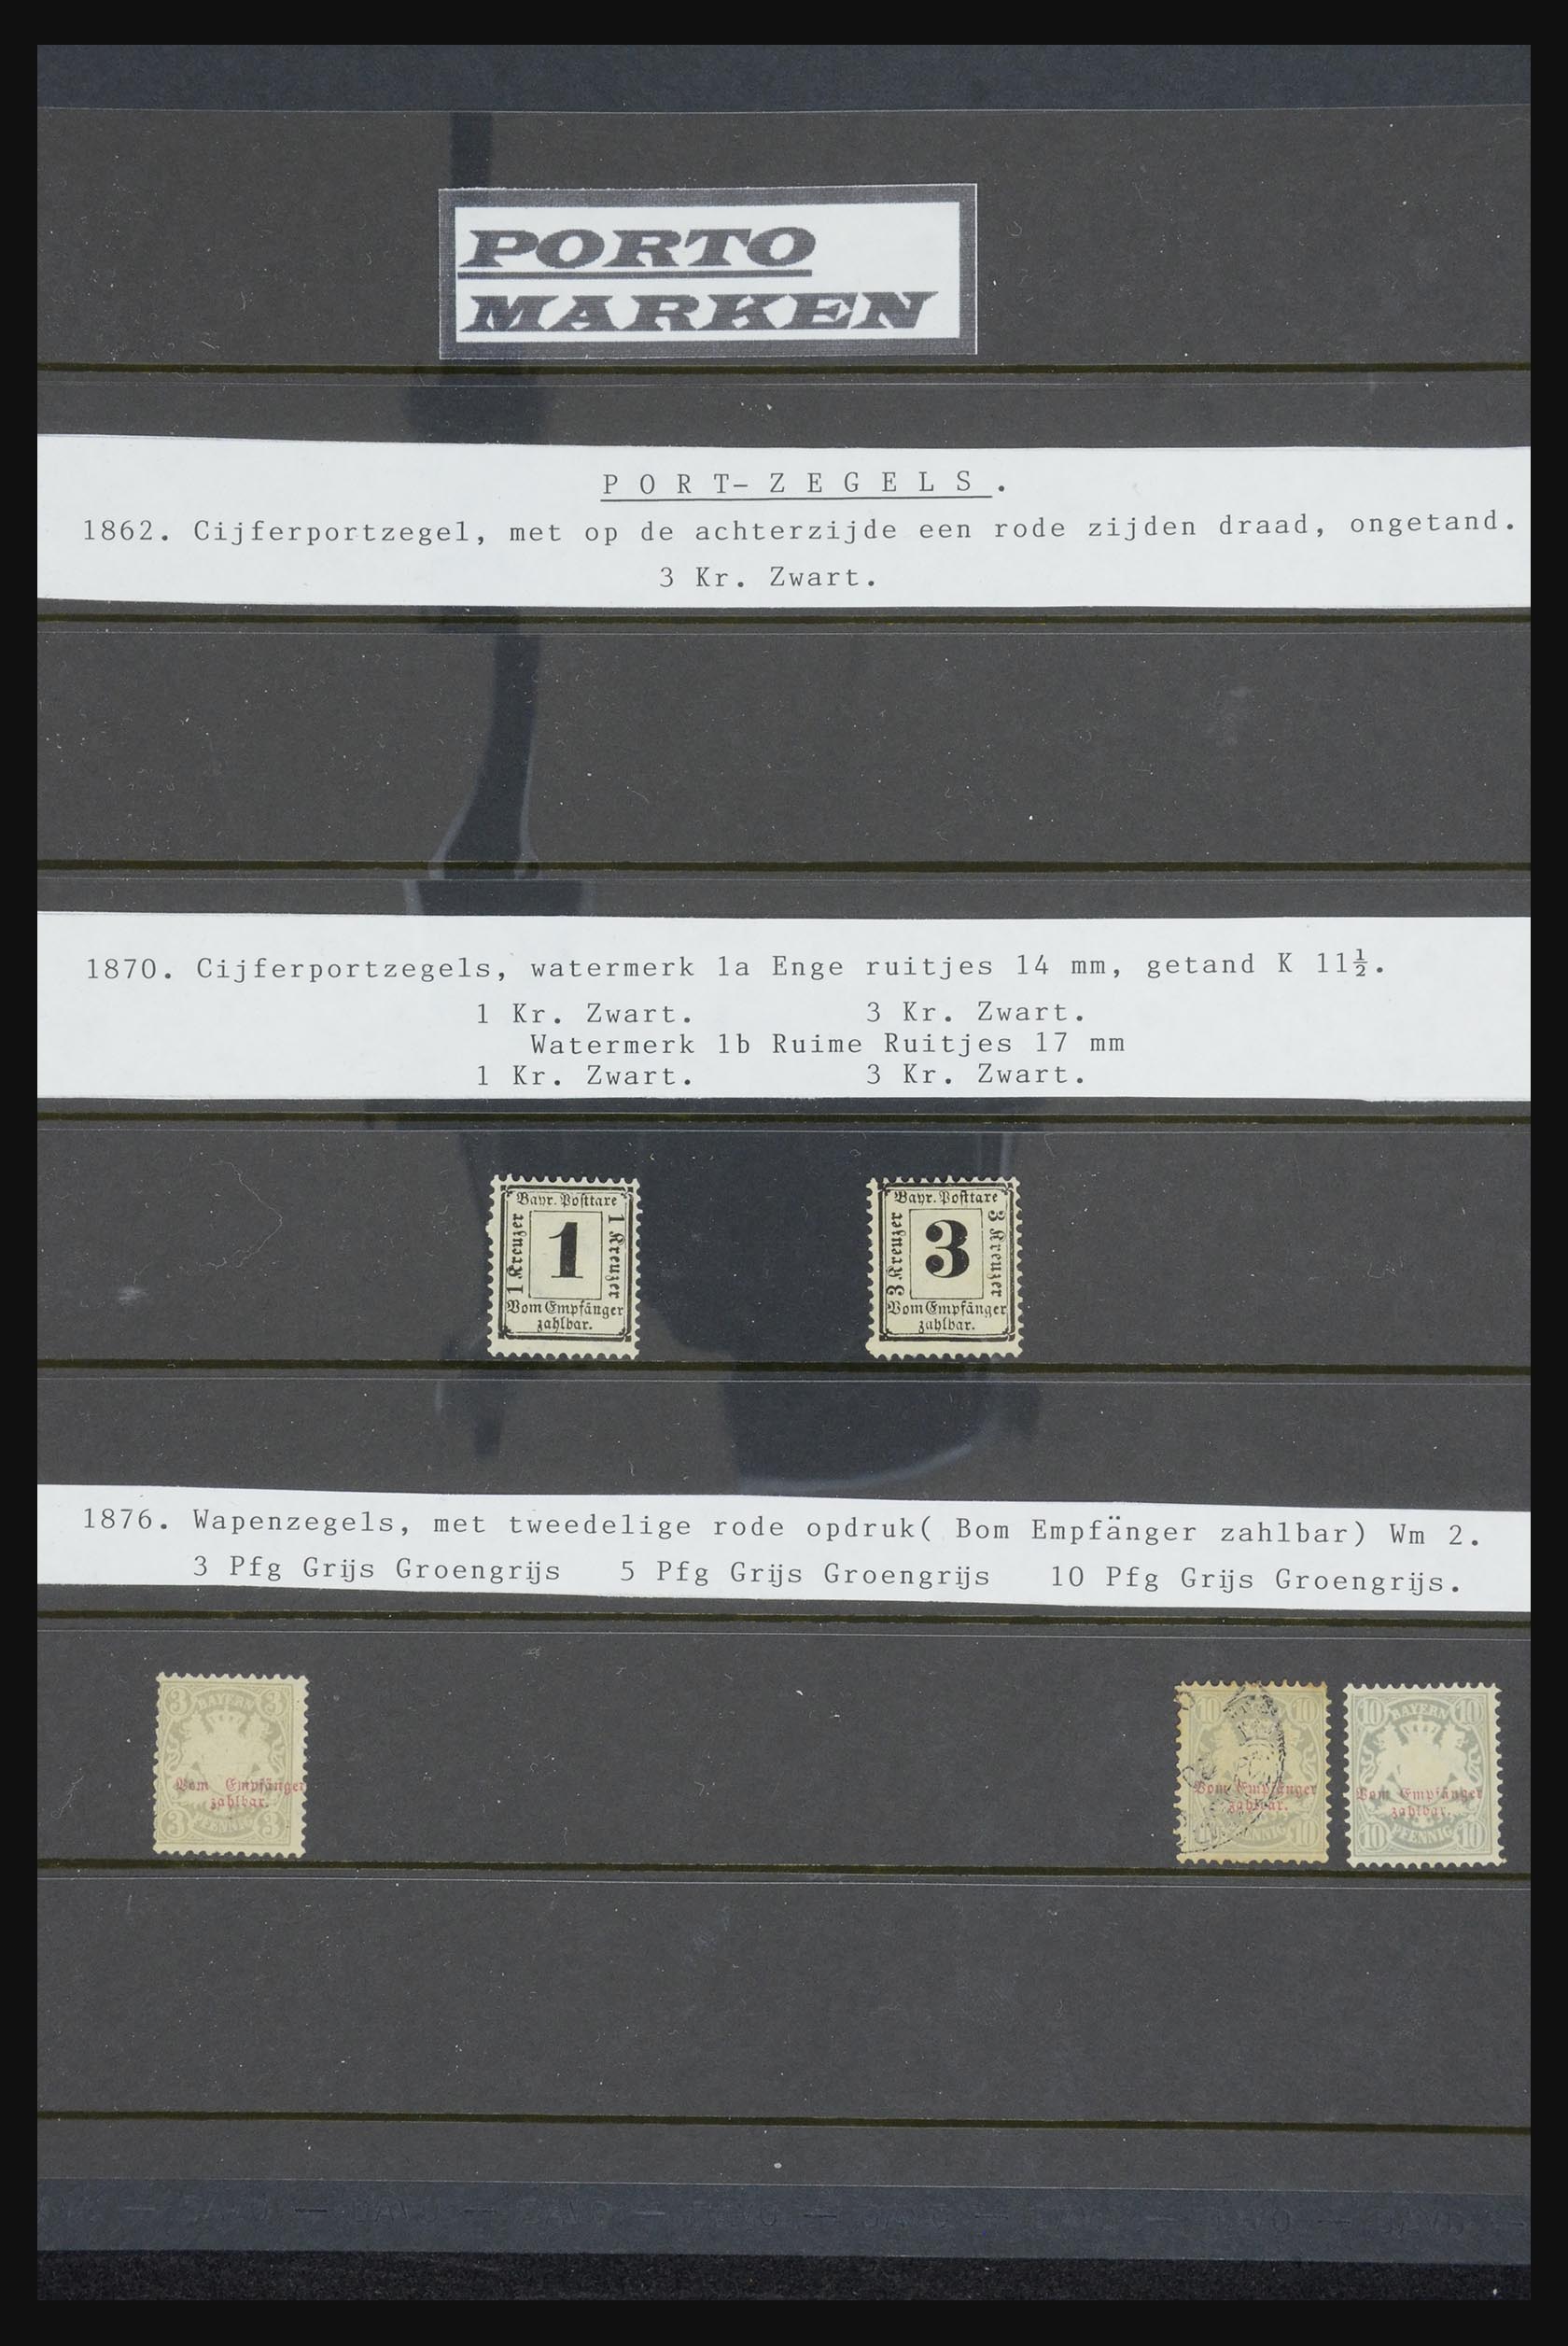 PORTO
MARKEN
PORT-ZEGELS.
1862. Cijferportzegel, met op de achterzijde een rode zijden draad, ongetand.
3 Kr. Zwart.
1870. Cijferportzegels, watermerk 1a Enge ruitjes 14 mm, getand K 11½.
1 Kr. Zwart. 3 Kr. Zwart.
Watermerk 1b Ruime Ruitjes 17 mm
1 Kr. Zwart. 3 Kr. Zwart.
Bayr. Posttaxe
1 Kreuzer
1
1 Kreuzer
Vom Empfänger
zahlbar.
Bayr. Posttaxe
3 Kreuzer
3
3 Kreuzer
Vom Empfänger
zahlbar.
1876. Wapenzegels, met tweedelige rode opdruk( Bom Empfänger zahlbar) Wm 2.
3 Pfg Grijs Groengrijs 5 Pfg Grijs Groengrijs 10 Pfg Grijs Groengrijs.
3 BAYERN 3
Vom Empfänger
zahlbar.
3 PFENNIG 3
10 10
Vom Empfänger
zahlbar.
PFENNIG 10
10 BAYERN 10
Vom Empfänger
zahlbar.
10 PFENNIG 10